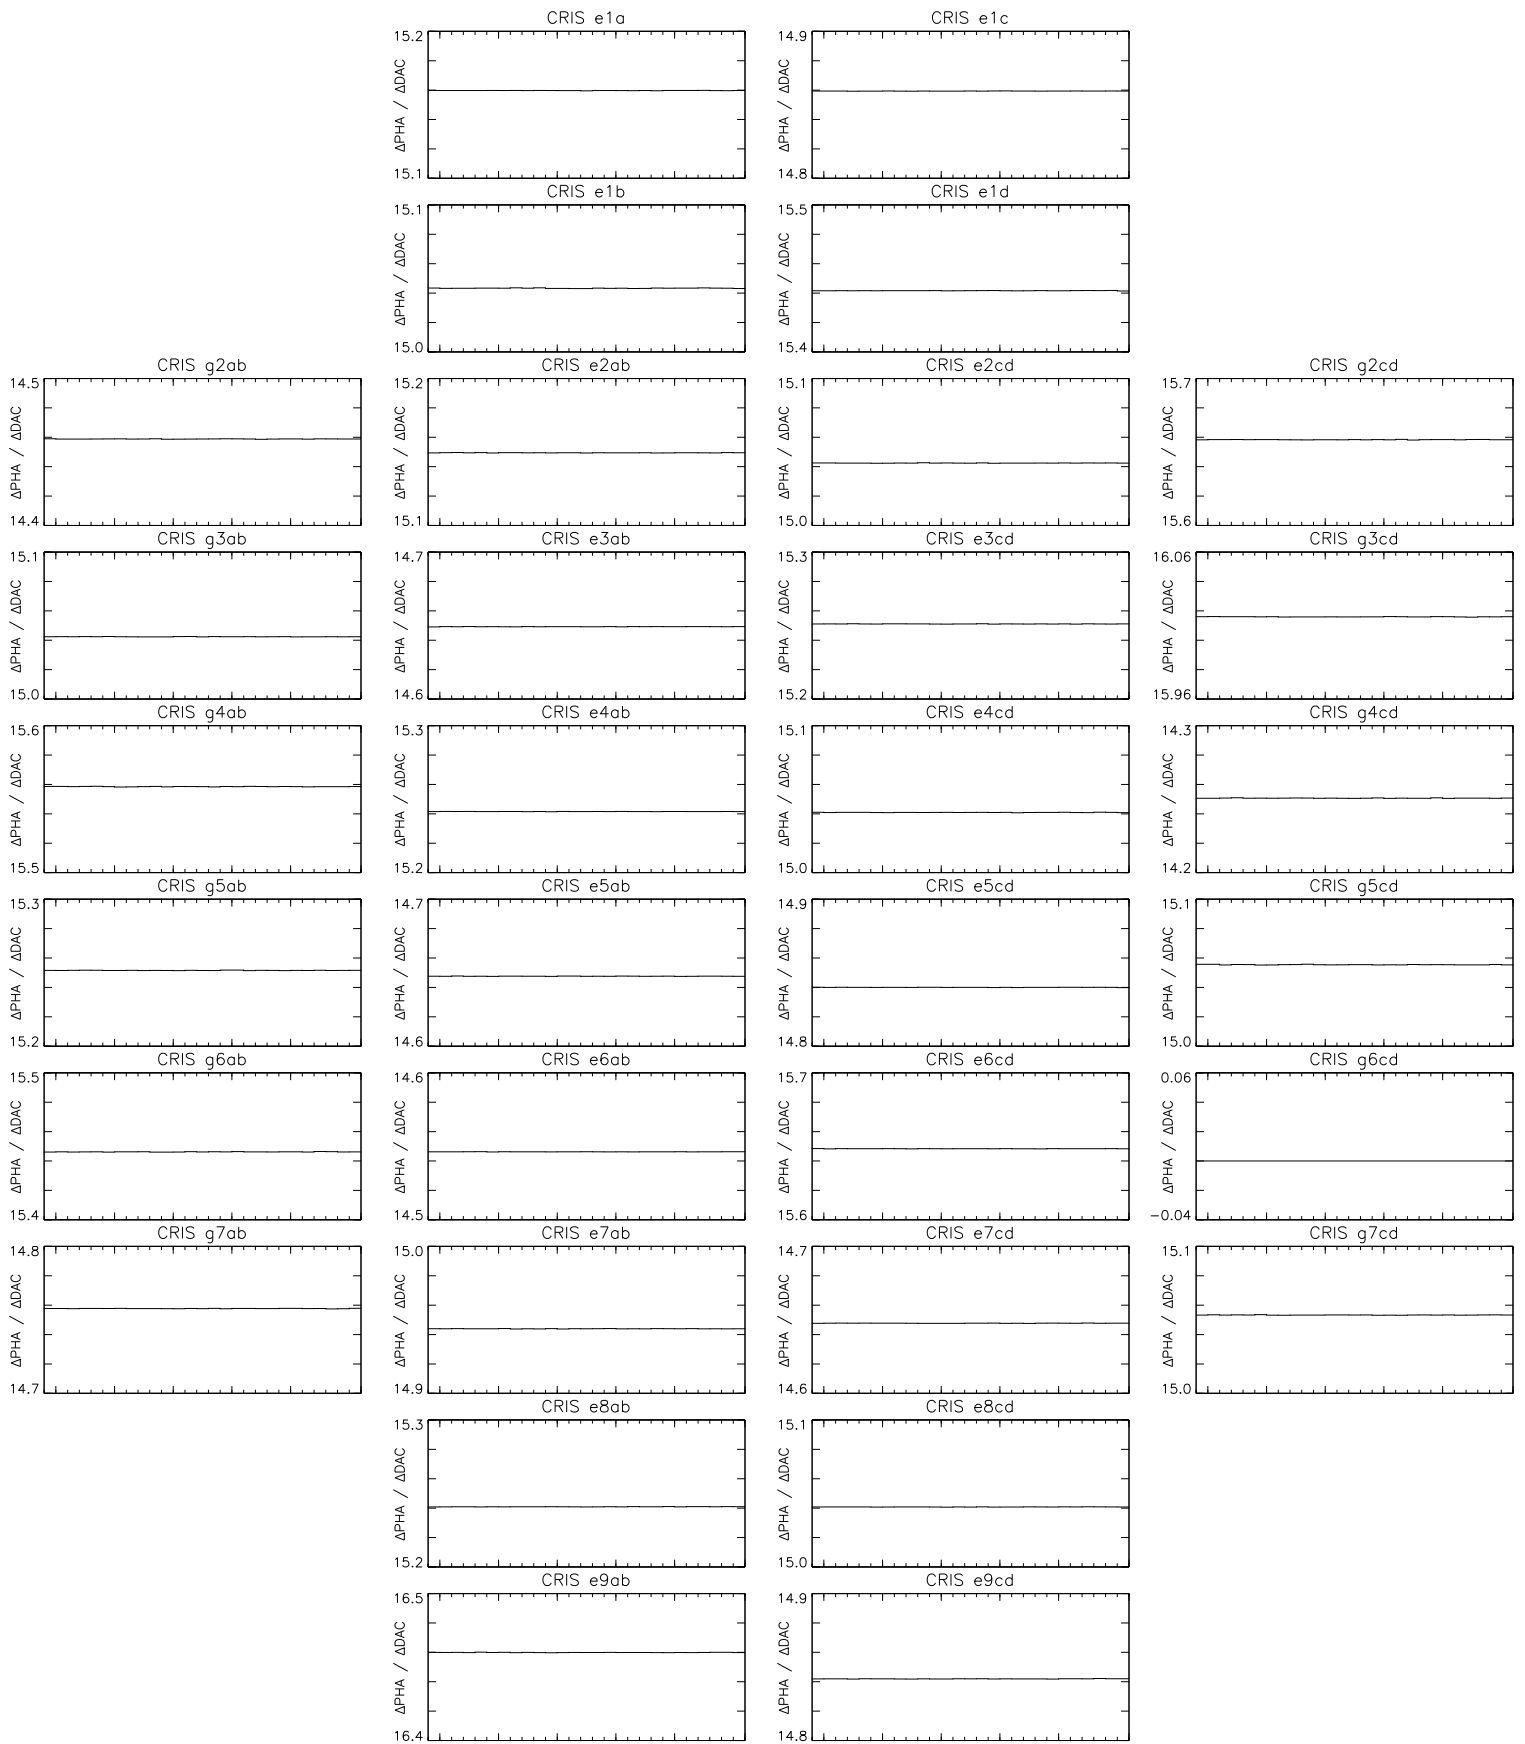 CRIS e1a
15.2
ΔPHA / ΔDAC
15.1
CRIS e1c
14.9
ΔPHA / ΔDAC
14.8
CRIS e1b
15.1
ΔPHA / ΔDAC
15.0
CRIS e1d
15.5
ΔPHA / ΔDAC
15.4
CRIS g2ab
14.5
ΔPHA / ΔDAC
14.4
CRIS e2ab
15.2
ΔPHA / ΔDAC
15.1
CRIS e2cd
15.1
ΔPHA / ΔDAC
15.0
CRIS g2cd
15.7
ΔPHA / ΔDAC
15.6
CRIS g3ab
15.1
ΔPHA / ΔDAC
15.0
CRIS e3ab
14.7
ΔPHA / ΔDAC
14.6
CRIS e3cd
15.3
ΔPHA / ΔDAC
15.2
CRIS g3cd
16.06
ΔPHA / ΔDAC
15.96
CRIS g4ab
15.6
ΔPHA / ΔDAC
15.5
CRIS e4ab
15.3
ΔPHA / ΔDAC
15.2
CRIS e4cd
15.1
ΔPHA / ΔDAC
15.0
CRIS g4cd
14.3
ΔPHA / ΔDAC
14.2
CRIS g5ab
15.3
ΔPHA / ΔDAC
15.2
CRIS e5ab
14.7
ΔPHA / ΔDAC
14.6
CRIS e5cd
14.9
ΔPHA / ΔDAC
14.8
CRIS g5cd
15.1
ΔPHA / ΔDAC
15.0
CRIS g6ab
15.5
ΔPHA / ΔDAC
15.4
CRIS e6ab
14.6
ΔPHA / ΔDAC
14.5
CRIS e6cd
15.7
ΔPHA / ΔDAC
15.6
CRIS g6cd
0.06
ΔPHA / ΔDAC
−0.04
CRIS g7ab
14.8
ΔPHA / ΔDAC
14.7
CRIS e7ab
15.0
ΔPHA / ΔDAC
14.9
CRIS e7cd
14.7
ΔPHA / ΔDAC
14.6
CRIS g7cd
15.1
ΔPHA / ΔDAC
15.0
CRIS e8ab
15.3
ΔPHA / ΔDAC
15.2
CRIS e8cd
15.1
ΔPHA / ΔDAC
15.0
CRIS e9ab
16.5
ΔPHA / ΔDAC
16.4
CRIS e9cd
14.9
ΔPHA / ΔDAC
14.8